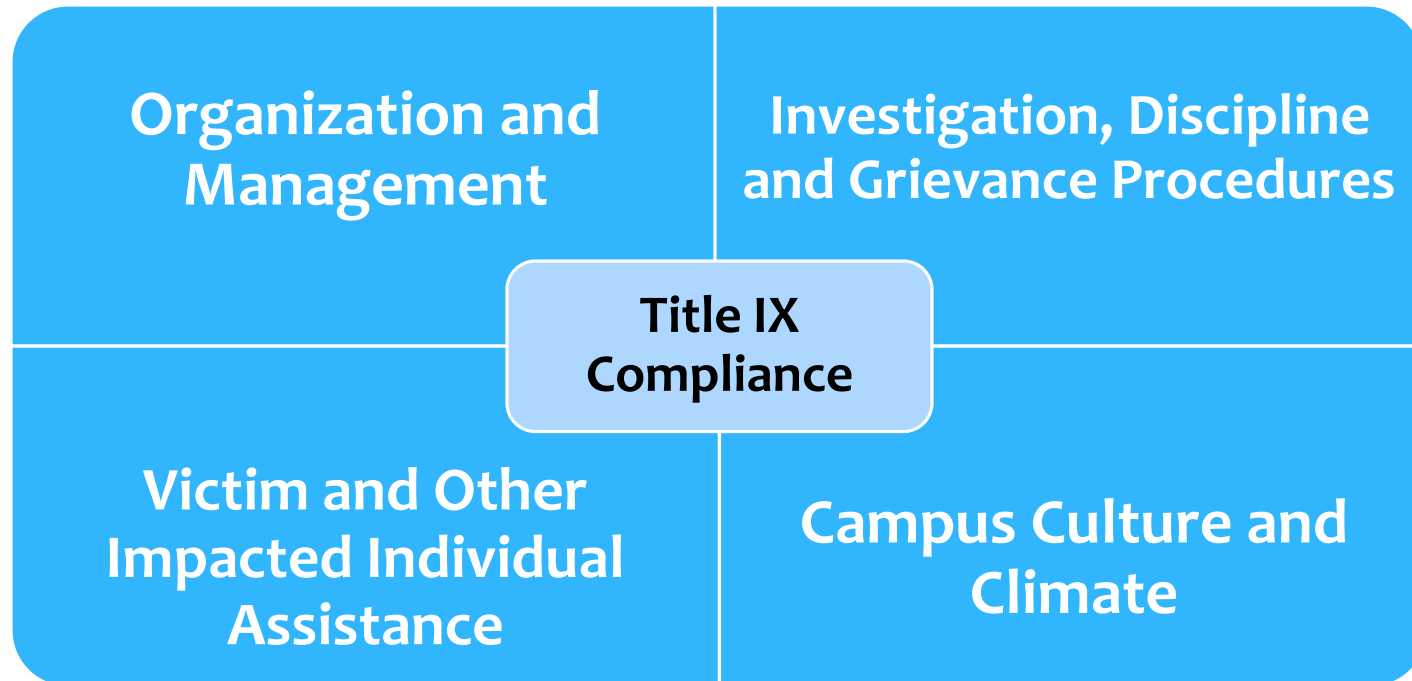 Organization and
Management
Investigation, Discipline
and Grievance Procedures
Title IX
Compliance
Victim and Other
Impacted Individual
Assistance
Campus Culture and
Climate